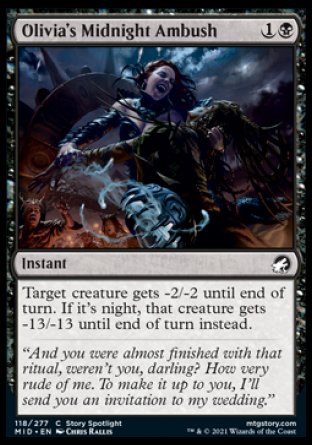 Olivia's Midnight Ambush 1
Instant
Target creature gets -2/-2 until end of
turn. If it's night, that creature gets
-13/-13 until end of turn instead.
"And you were almost finished with that
ritual, weren't you, darling? How very
rude of me. To make it up to you, I'll
send you an invitation to my wedding."
118/277 C Story Spotlight mtgstory.com
MID • EN Chris Rallis ™ & © 2021 Wizards of the Coast